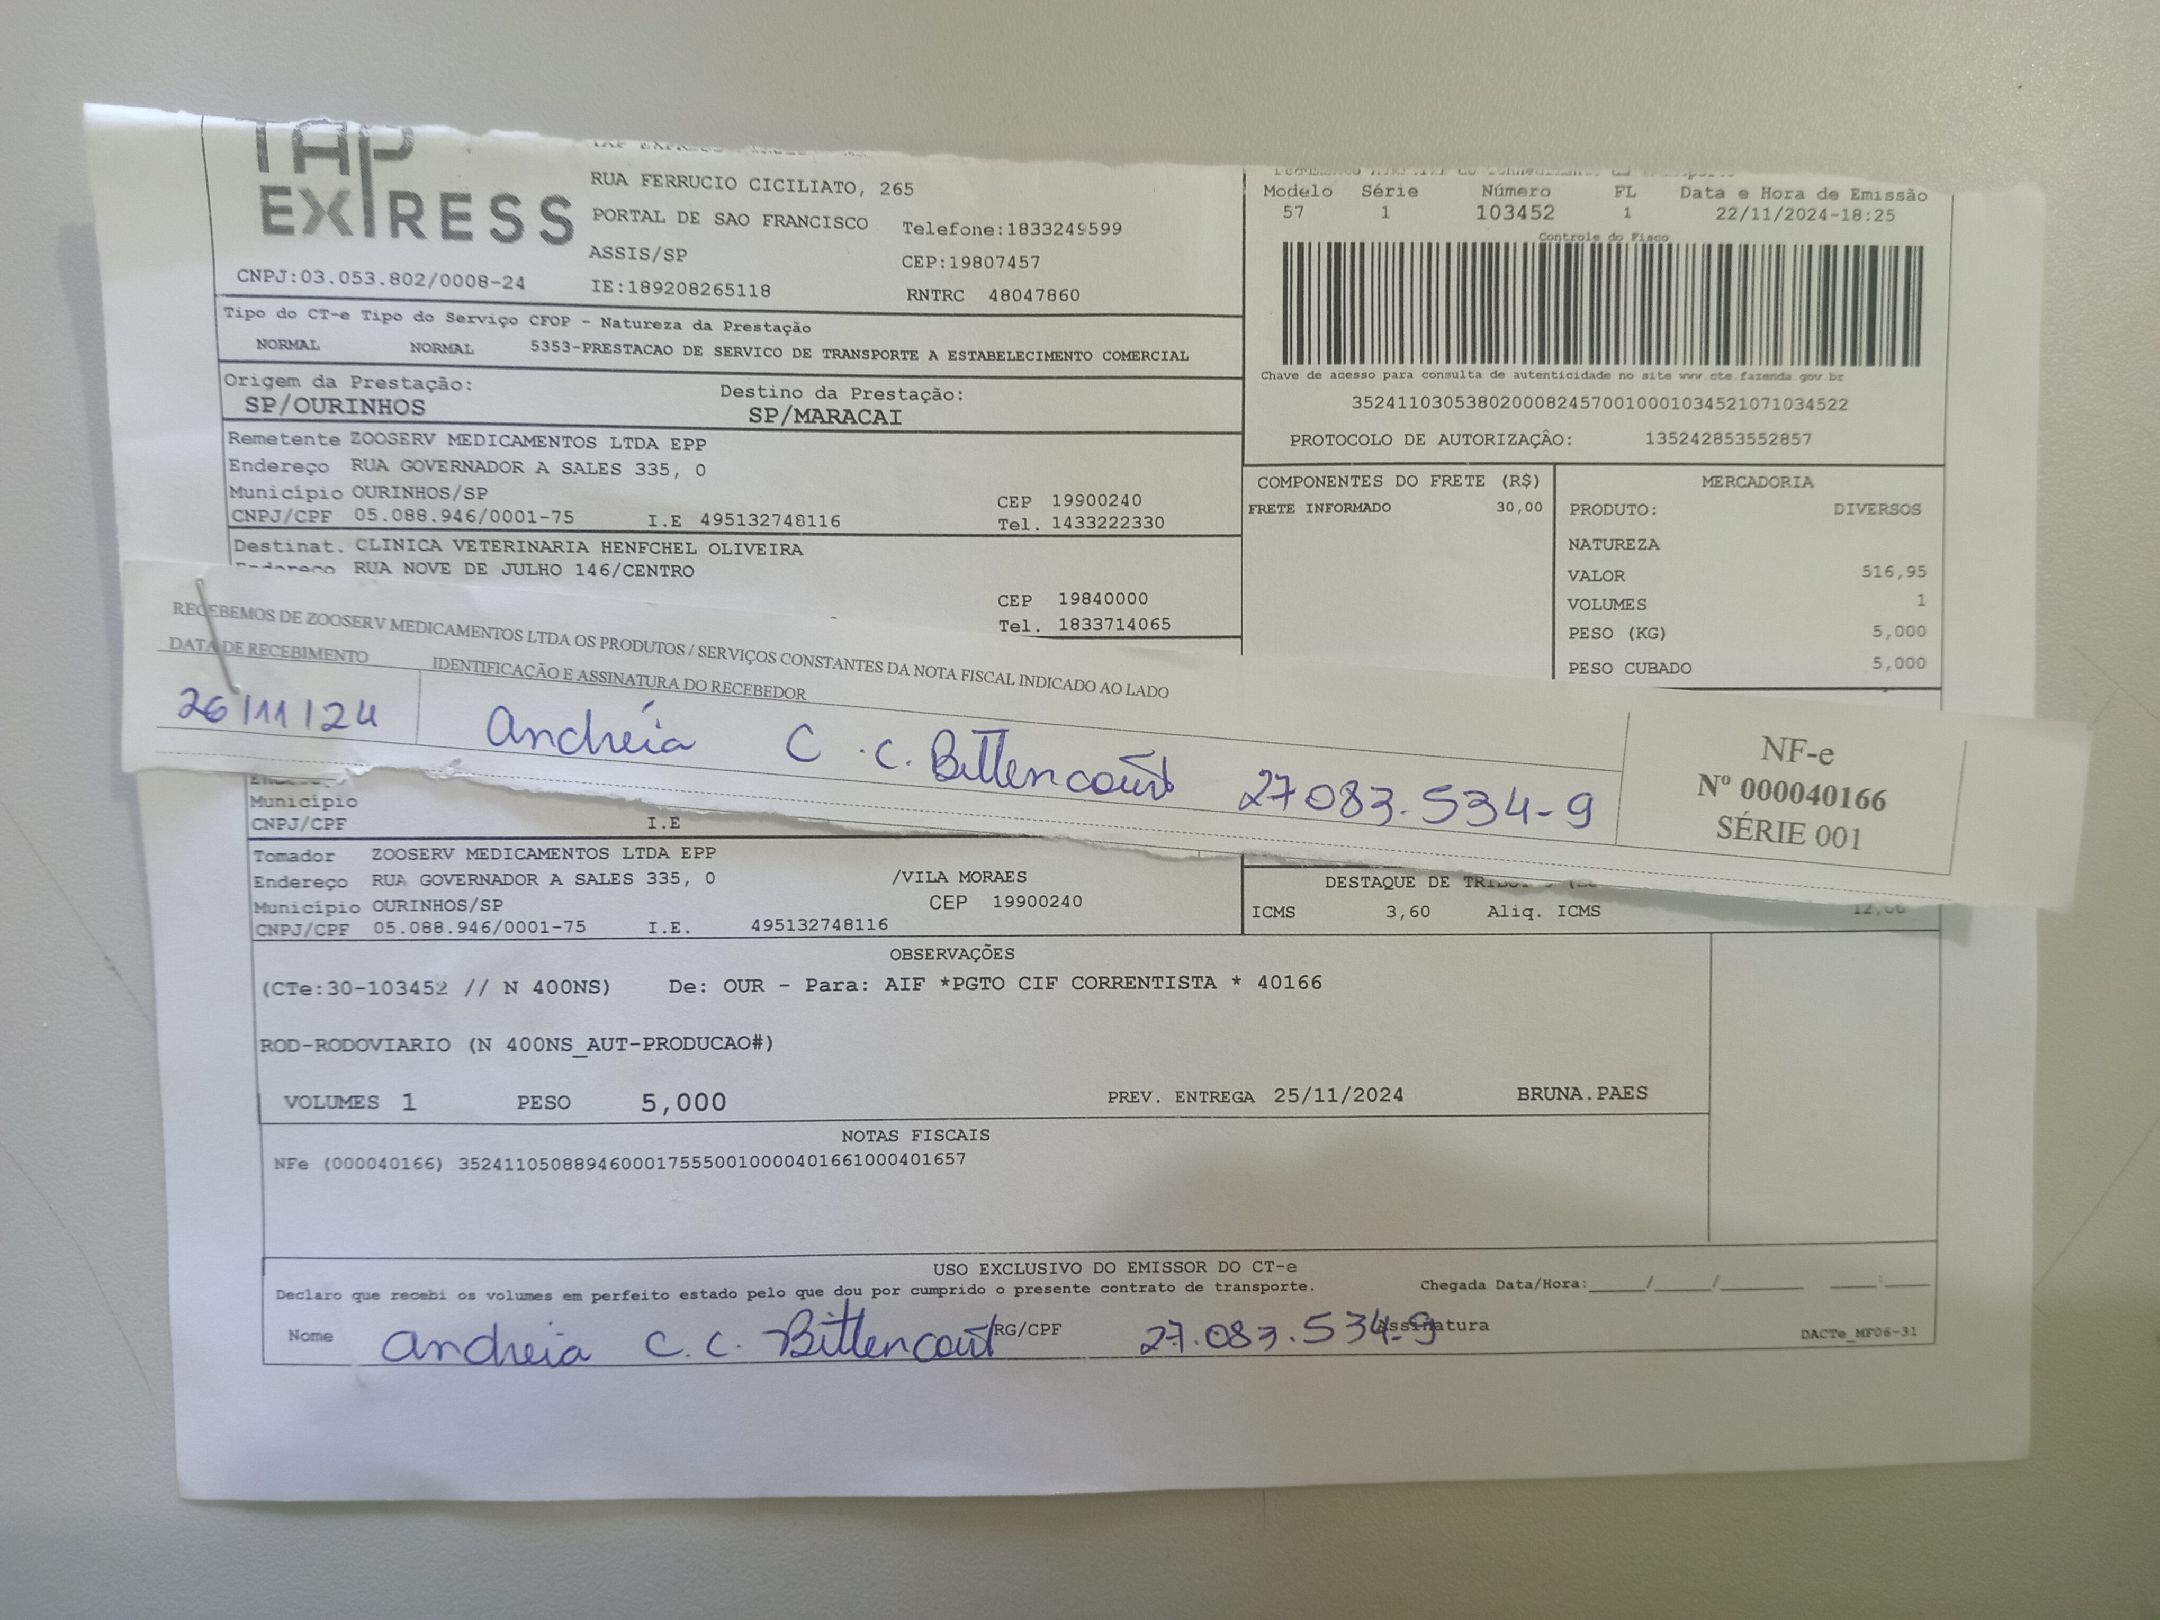 TAP
EXPRESS
RUA FERRUCIO CICILIATO, 265
PORTAL DE SAO FRANCISCO Telefone:1833249599
ASSIS/SP CEP:19807457
CNPJ:03.053.802/0008-24 IE:189208265118 RNTRC 48047860
Modelo Série Número FL Data e Hora de Emissão
57 1 103452 1 22/11/2024-18:25
Controle do Fisco
Chave de acesso para consulta de autenticidade no site www.cte.fazenda.gov.br
35241103053802000824570010001034521071034522
PROTOCOLO DE AUTORIZAÇÂO: 135242853552857
Tipo do CT-e Tipo do Serviço CFOP - Natureza da Prestação
NORMAL NORMAL 5353-PRESTACAO DE SERVICO DE TRANSPORTE A ESTABELECIMENTO COMERCIAL
Origem da Prestação: Destino da Prestação:
SP/OURINHOS SP/MARACAI
Remetente ZOOSERV MEDICAMENTOS LTDA EPP
Endereço RUA GOVERNADOR A SALES 335, 0
Município OURINHOS/SP CEP 19900240
CNPJ/CPF 05.088.946/0001-75 I.E 495132748116 Tel. 1433222330
Destinat. CLINICA VETERINARIA HENFCHEL OLIVEIRA
Endereço RUA NOVE DE JULHO 146/CENTRO
CEP 19840000
Tel. 1833714065
COMPONENTES DO FRETE (R$)
FRETE INFORMADO 30,00
MERCADORIA
PRODUTO: DIVERSOS
NATUREZA
VALOR 516,95
VOLUMES 1
PESO (KG) 5,000
PESO CUBADO 5,000
RECEBEMOS DE ZOOSERV MEDICAMENTOS LTDA OS PRODUTOS / SERVIÇOS CONSTANTES DA NOTA FISCAL INDICADO AO LADO
DATA DE RECEBIMENTO IDENTIFICAÇÃO E ASSINATURA DO RECEBEDOR
26/11/24 Andréia C. C. Bittencourt 27083.534-9
NF-e
Nº 000040166
SÉRIE 001
Município
CNPJ/CPF I.E
Tomador ZOOSERV MEDICAMENTOS LTDA EPP
Endereço RUA GOVERNADOR A SALES 335, 0 /VILA MORAES
Município OURINHOS/SP CEP 19900240
CNPJ/CPF 05.088.946/0001-75 I.E. 495132748116
DESTAQUE DE
ICMS 3,60 Aliq. ICMS 12,00
OBSERVAÇÕES
(CTe:30-103452 // N 400NS) De: OUR - Para: AIF *PGTO CIF CORRENTISTA * 40166
ROD-RODOVIARIO (N 400NS_AUT-PRODUCAO#)
VOLUMES 1 PESO 5,000 PREV. ENTREGA 25/11/2024 BRUNA.PAES
NOTAS FISCAIS
NFe (000040166) 35241105088946000175550010000401661000401657
USO EXCLUSIVO DO EMISSOR DO CT-e
Declaro que recebi os volumes em perfeito estado pelo que dou por cumprido o presente contrato de transporte. Chegada Data/Hora:____/____/______ ____:____
Nome Andreia C. C. Bittencourt RG/CPF 27.083.534-9 Assinatura DACTe_MF06-31